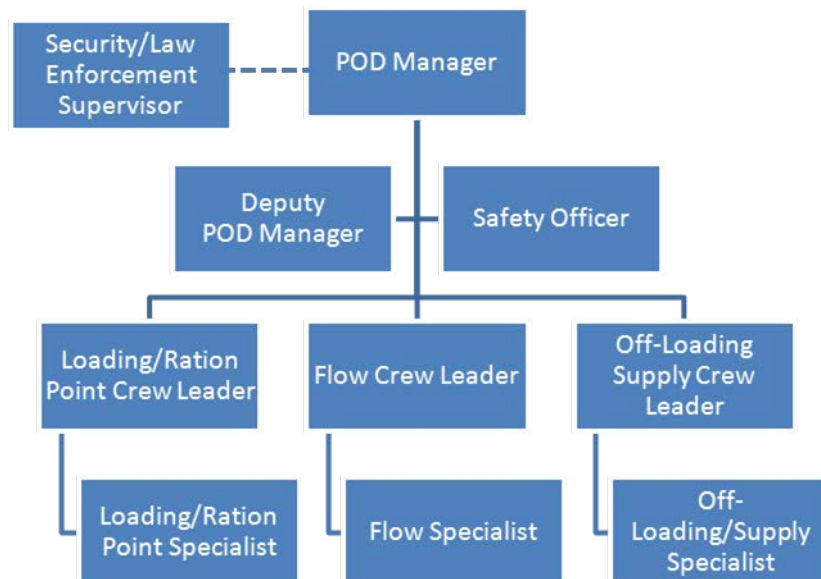 Security/Law
Enforcement
Supervisor
POD Manager
Deputy
POD Manager
Safety Officer
Loading/Ration
Point Crew Leader
Flow Crew Leader
Off-Loading
Supply Crew
Leader
Loading/Ration
Point Specialist
Flow Specialist
Off-
Loading/Supply
Specialist